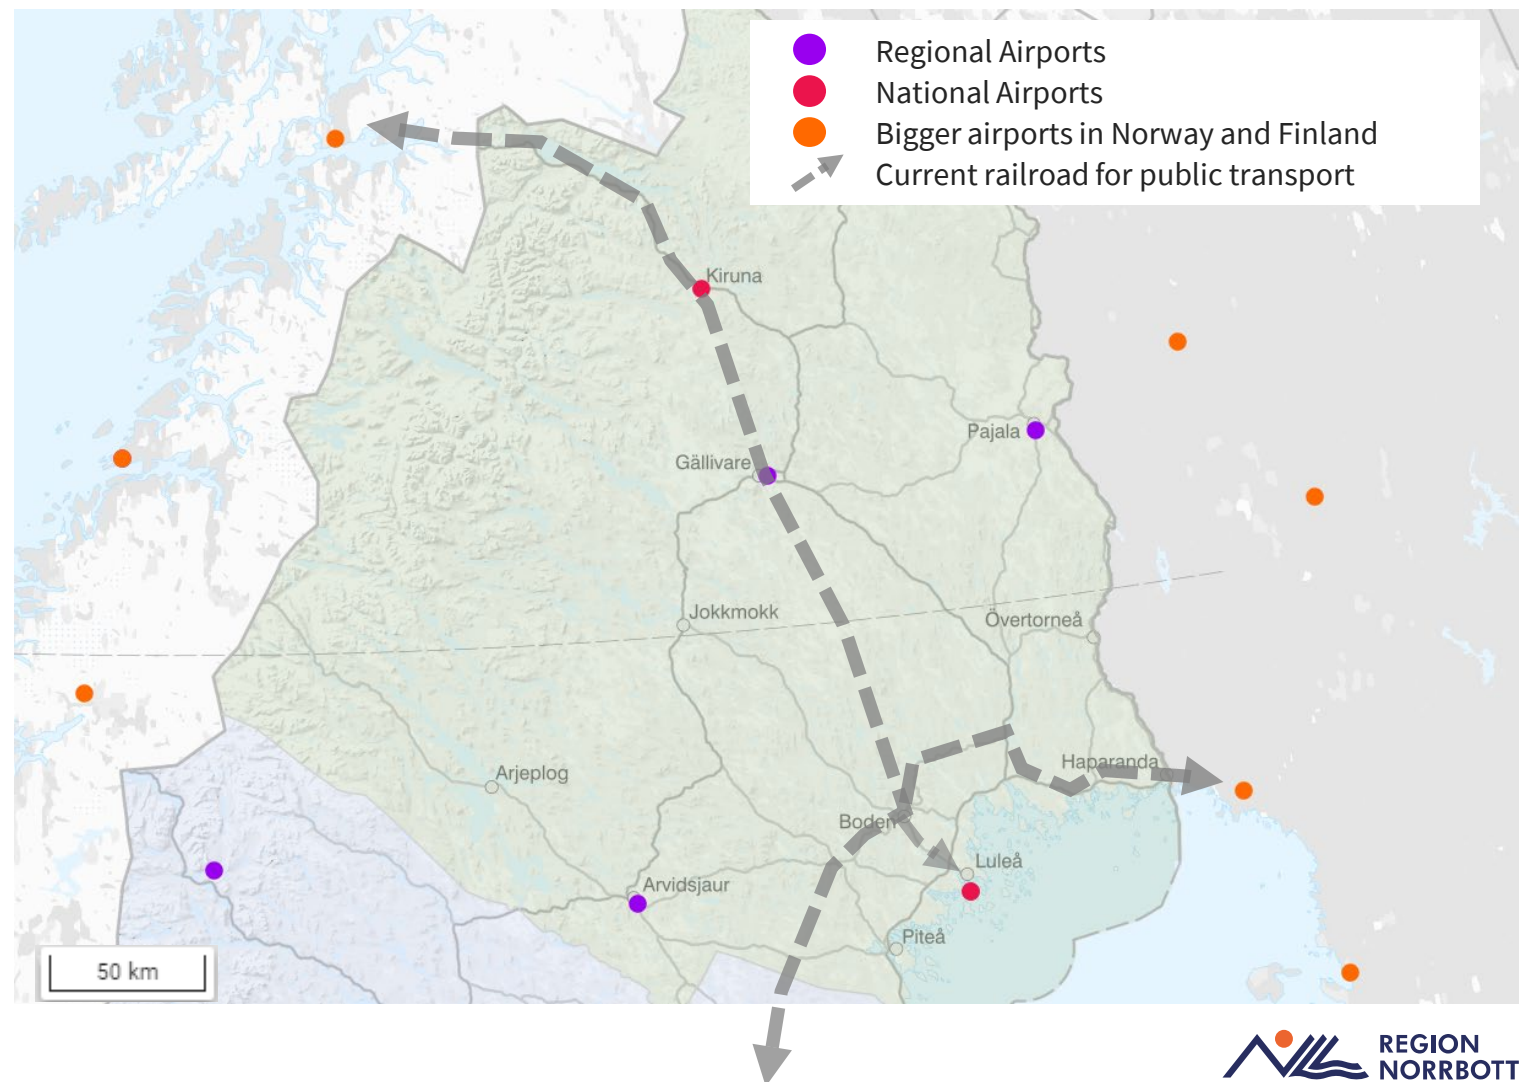 Regional Airports
National Airports
Bigger airports in Norway and Finland
Current railroad for public transport
Kiruna
Pajala
Gällivare
Jokkmokk
Övertorneå
Haparanda
Arjeplog
Boden
Luleå
Arvidsjaur
Piteå
50 km
REGION
NORRBOTT